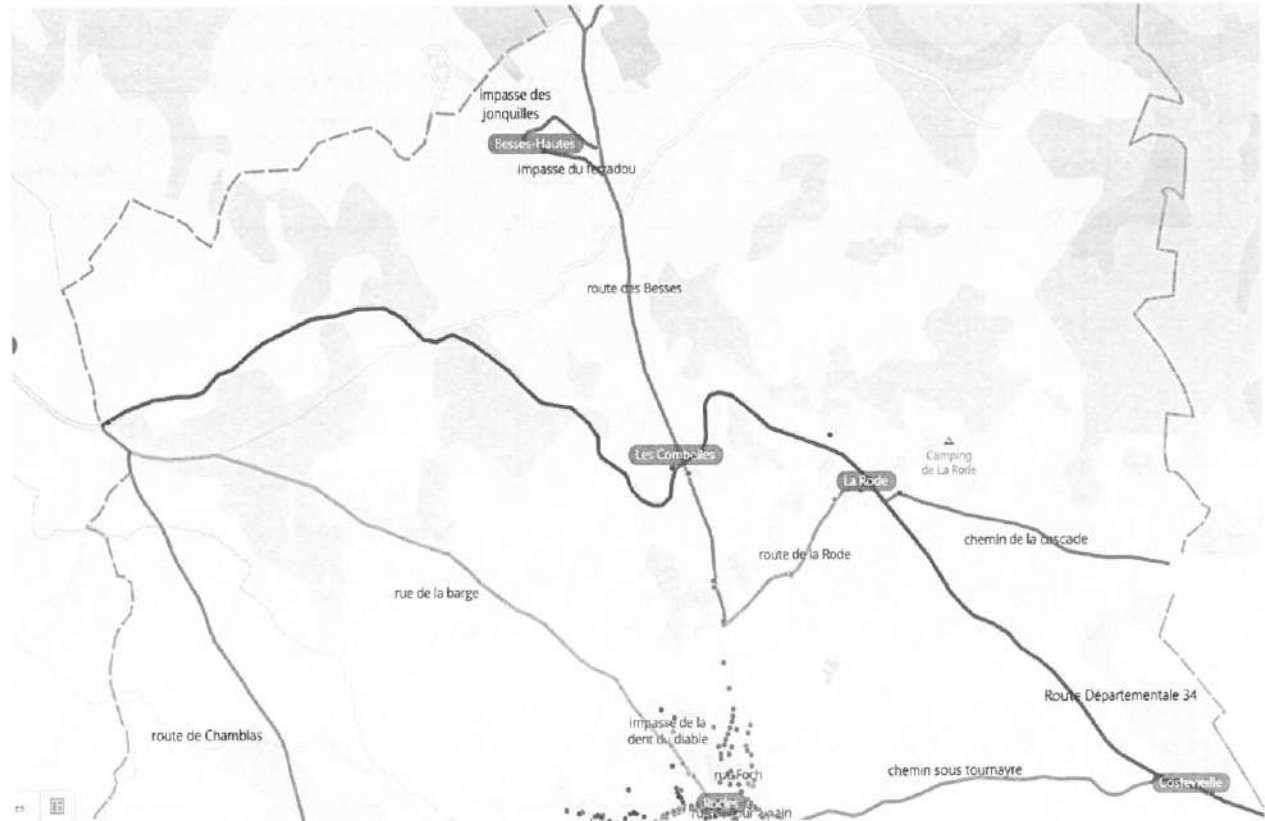 impasse des
jonquilles
Besses-Hautes
impasse du ferradou
route des Besses
Les Combelles
Camping
de La Rode
La Rode
chemin de la cascade
route de la Rode
rue de la barge
Route Départementale 34
route de Chamblas
impasse de la
dent du diable
rue Foch
chemin sous tournayre
Costevieille